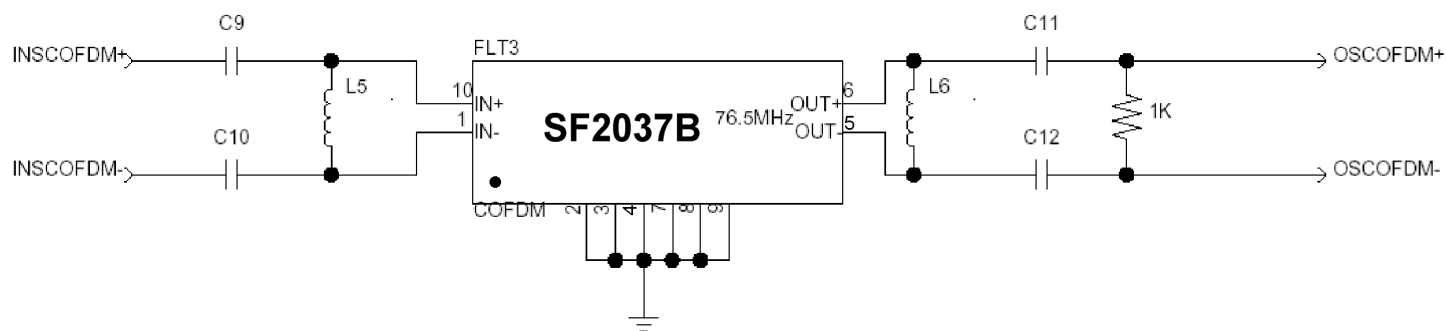 C9
C11
INSCOFDM+
FLT3
OSCOFDM+
L5
L6
10
IN+
OUT+
6
1
IN-
SF2037B
76.5MHz
OUT-
5
1K
C10
C12
INSCOFDM-
OSCOFDM-
COFDM
2
3
4
7
8
9